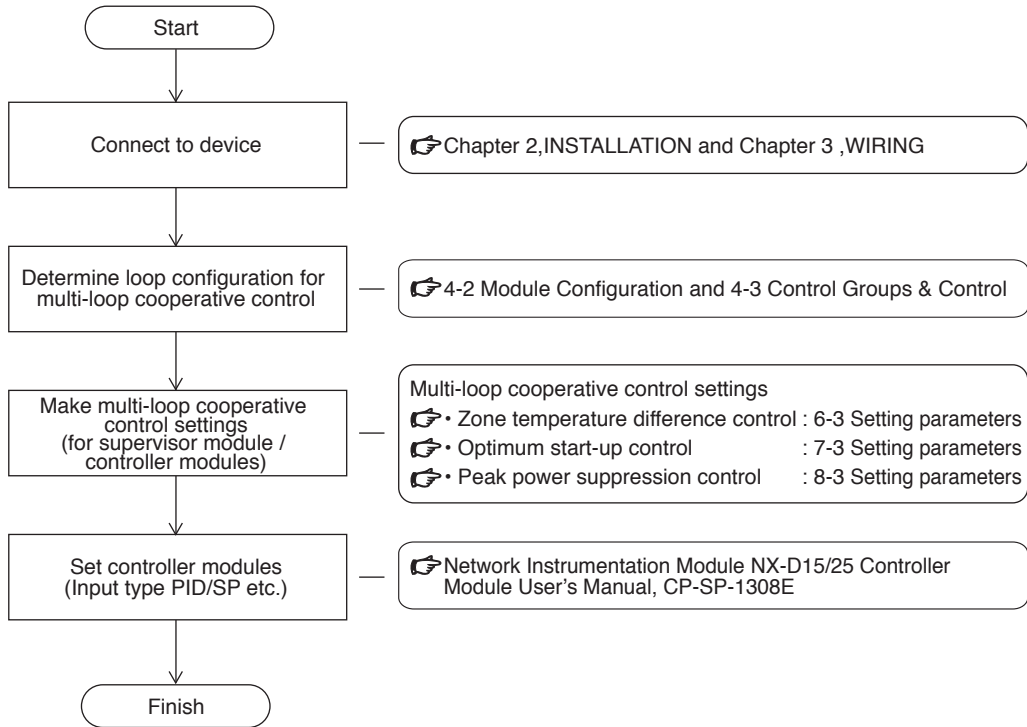 Start
Connect to device
☞Chapter 2,INSTALLATION and Chapter 3 ,WIRING
Determine loop configuration for
multi-loop cooperative control
☞4-2 Module Configuration and 4-3 Control Groups & Control
Make multi-loop cooperative
control settings
(for supervisor module /
controller modules)
Multi-loop cooperative control settings
☞・Zone temperature difference control : 6-3 Setting parameters
☞・Optimum start-up control : 7-3 Setting parameters
☞・Peak power suppression control : 8-3 Setting parameters
Set controller modules
(Input type PID/SP etc.)
☞Network Instrumentation Module NX-D15/25 Controller
Module User’s Manual, CP-SP-1308E
Finish